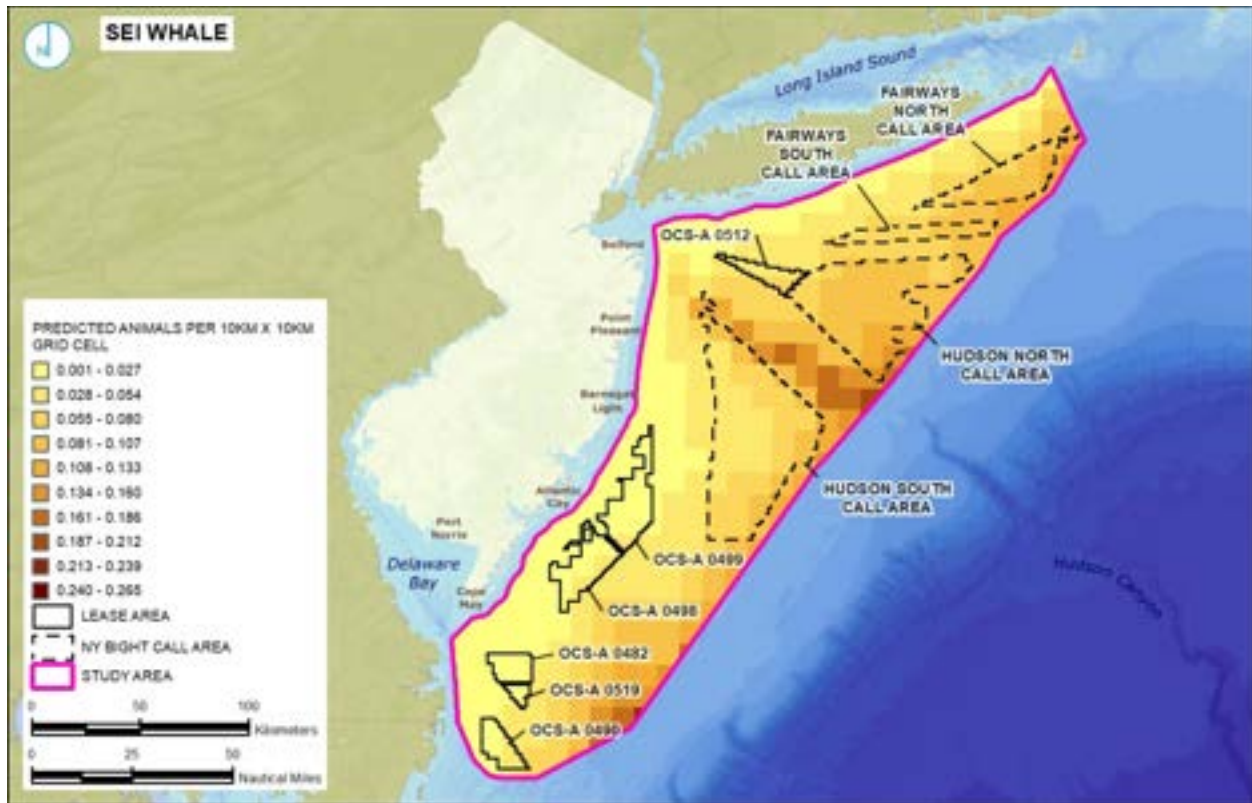 N
SEI WHALE
Long Island Sound
FAIRWAYS
NORTH
CALL AREA
FAIRWAYS
SOUTH
CALL AREA
OCS-A 0512
Belford
Point
Pleasant
Barnegat
Light
HUDSON NORTH
CALL AREA
HUDSON SOUTH
CALL AREA
Atlantic
City
Port
Norris
Delaware
Bay
Cape
May
OCS-A 0499
OCS-A 0498
OCS-A 0482
OCS-A 0519
OCS-A 0490
Hudson Canyon
PREDICTED ANIMALS PER 10KM X 10KM
GRID CELL
0.001 - 0.027
0.028 - 0.054
0.055 - 0.080
0.081 - 0.107
0.108 - 0.133
0.134 - 0.160
0.161 - 0.186
0.187 - 0.212
0.213 - 0.239
0.240 - 0.265
LEASE AREA
NY BIGHT CALL AREA
STUDY AREA
0 50 100
Kilometers
0 25 50
Nautical Miles